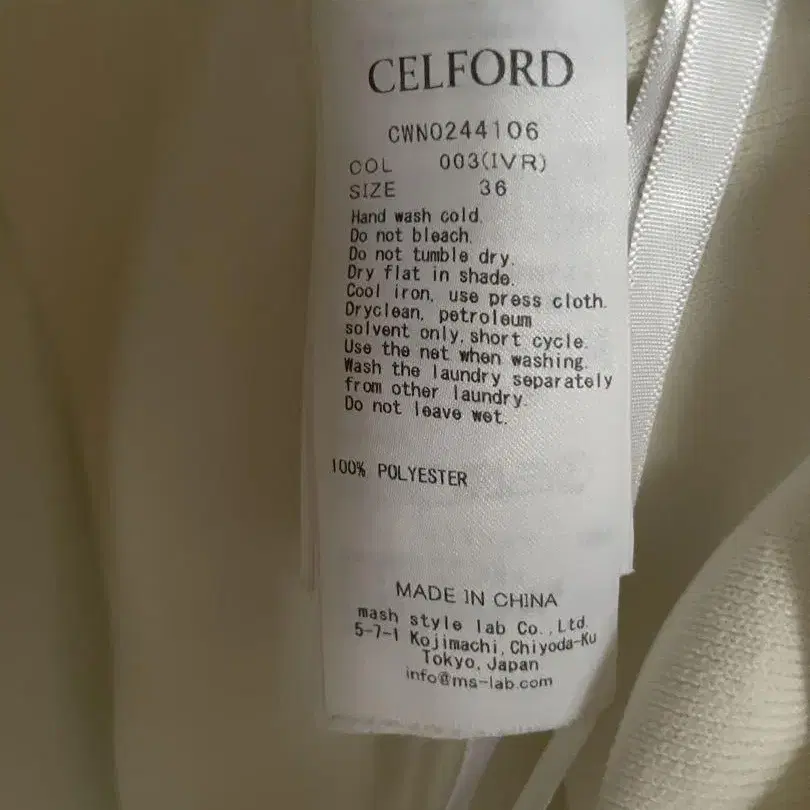 CELFORD
CWNO244106
COL 003(IVR)
SIZE 36
Hand wash cold.
Do not bleach.
Do not tumble dry.
Dry flat in shade.
Cool iron, use press cloth.
Dryclean, petroleum
solvent only, short cycle.
Use the net when washing.
Wash the laundry separately
from other laundry.
Do not leave wet.
100% POLYESTER
MADE IN CHINA
mash style lab Co.,Ltd.
5-7-1 Kojimachi, Chiyoda-Ku
Tokyo, Japan
info@ms-lab.com